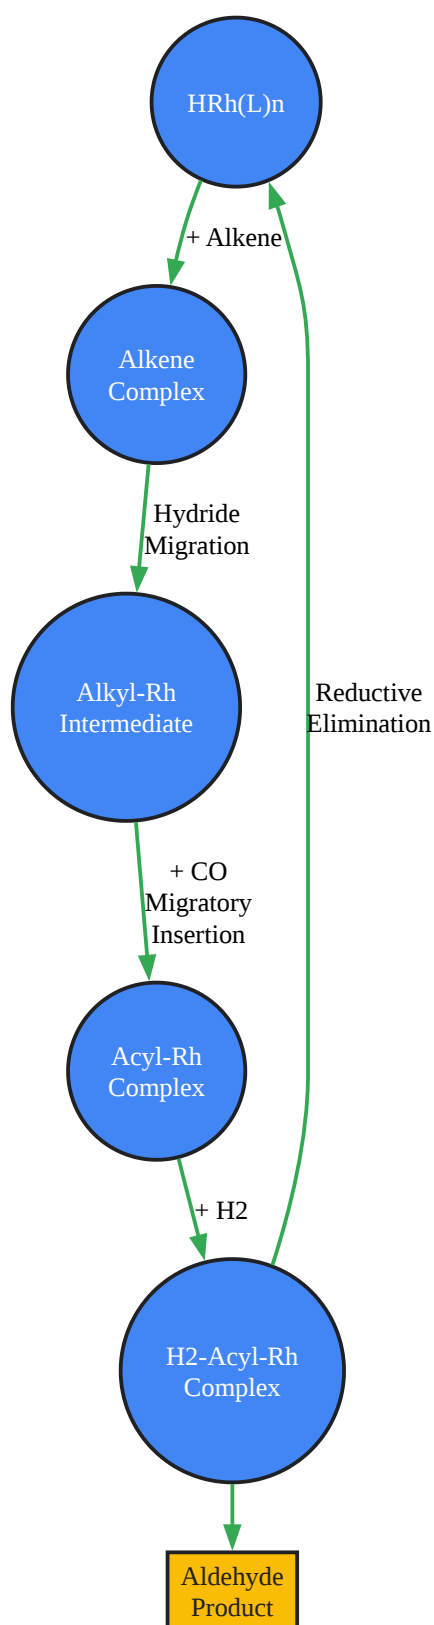 HRh(L)n
+ Alkene
Alkene
Complex
Hydride
Migration
Alkyl-Rh
Intermediate
Reductive
Elimination
+ CO
Migratory
Insertion
Acyl-Rh
Complex
+ H2
H2-Acyl-Rh
Complex
Aldehyde
Product